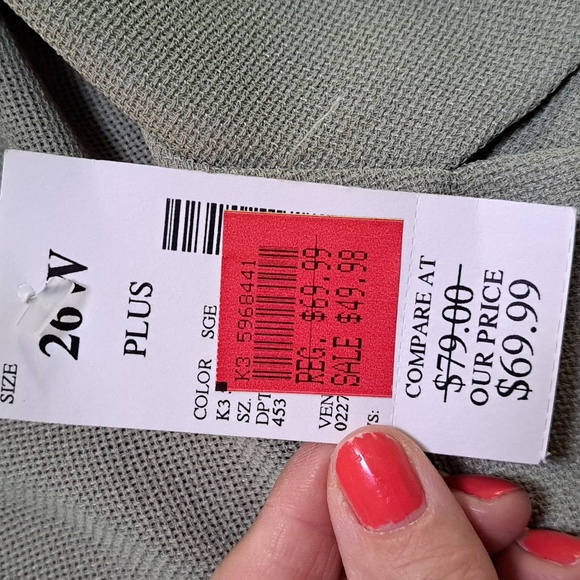 SIZE
26W
PLUS
COLOR SGE
K3
SZ.
DPT
453
VEN
0227
K3 5968441
REG. $69.99
SALE $49.98
COMPARE AT
$79.00
OUR PRICE
$69.99